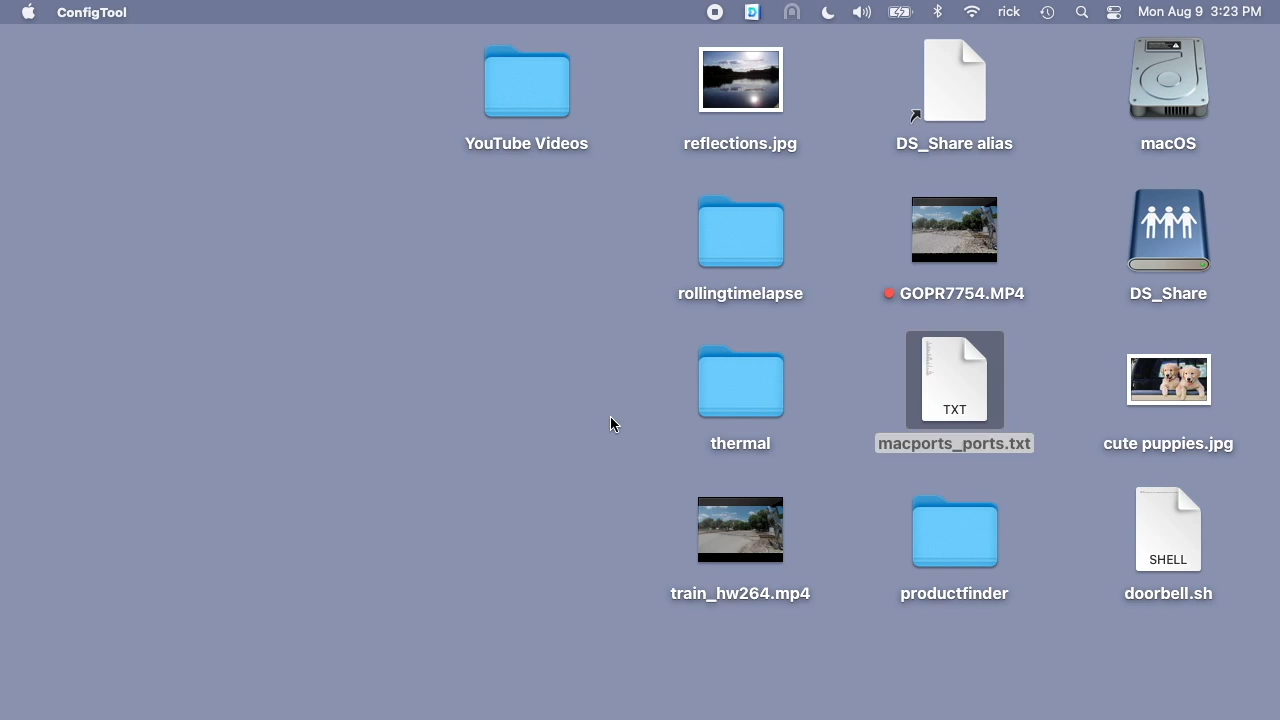 ConfigTool
rick
Mon Aug 9 3:23 PM
YouTube Videos
reflections.jpg
DS_Share alias
macOS
rollingtimelapse
GOPR7754.MP4
DS_Share
thermal
TXT
macports_ports.txt
cute puppies.jpg
train_hw264.mp4
productfinder
SHELL
doorbell.sh